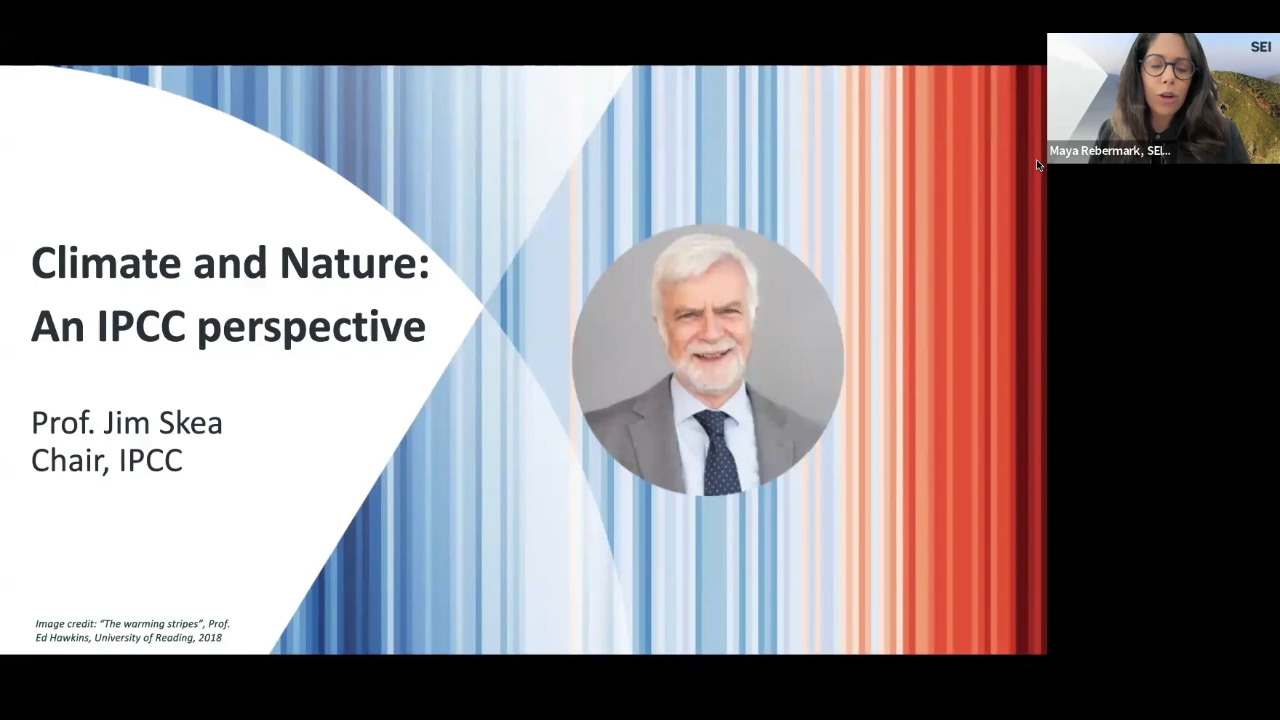 SEI
Maya Rebermark, SEI...
Climate and Nature:
An IPCC perspective
Prof. Jim Skea
Chair, IPCC
Image credit: “The warming stripes”, Prof.
Ed Hawkins, University of Reading, 2018